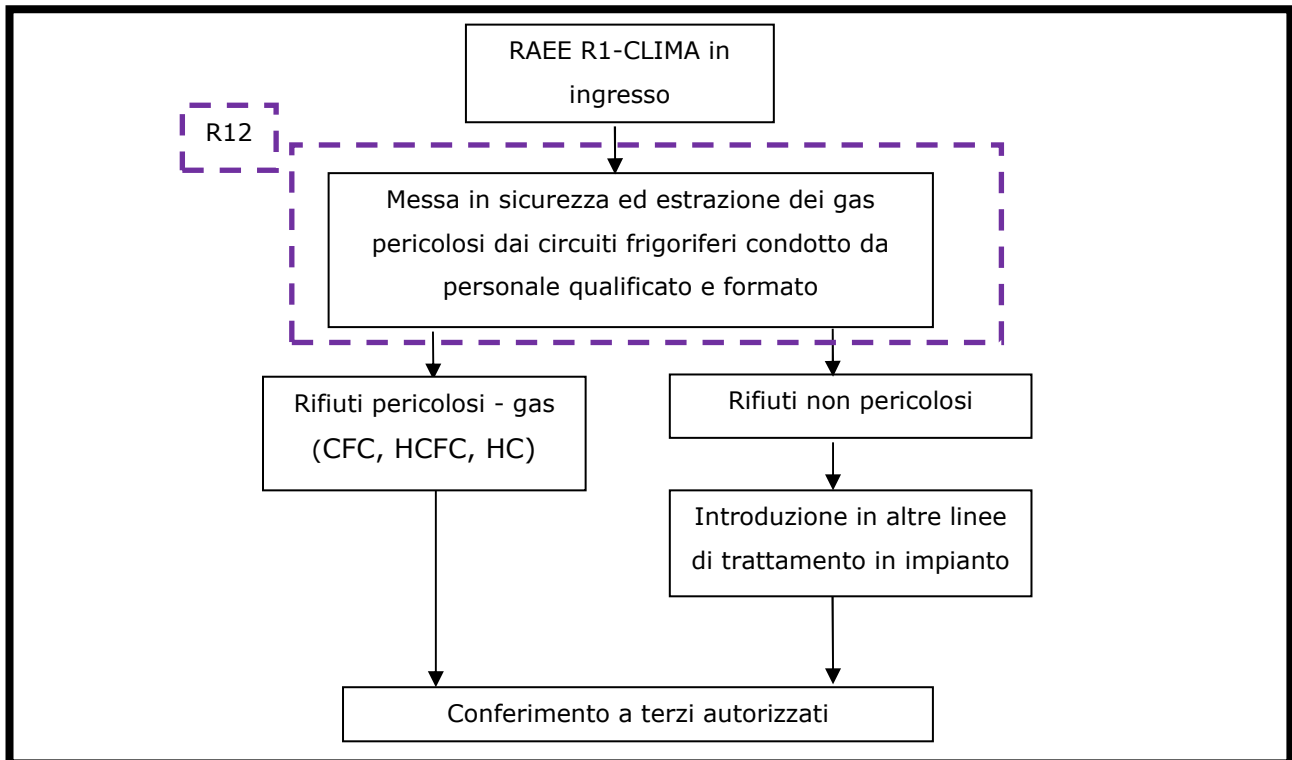 RAEE R1-CLIMA in
ingresso
R12
Messa in sicurezza ed estrazione dei gas
pericolosi dai circuiti frigoriferi condotto da
personale qualificato e formato
Rifiuti pericolosi - gas
(CFC, HCFC, HC)
Rifiuti non pericolosi
Introduzione in altre linee
di trattamento in impianto
Conferimento a terzi autorizzati